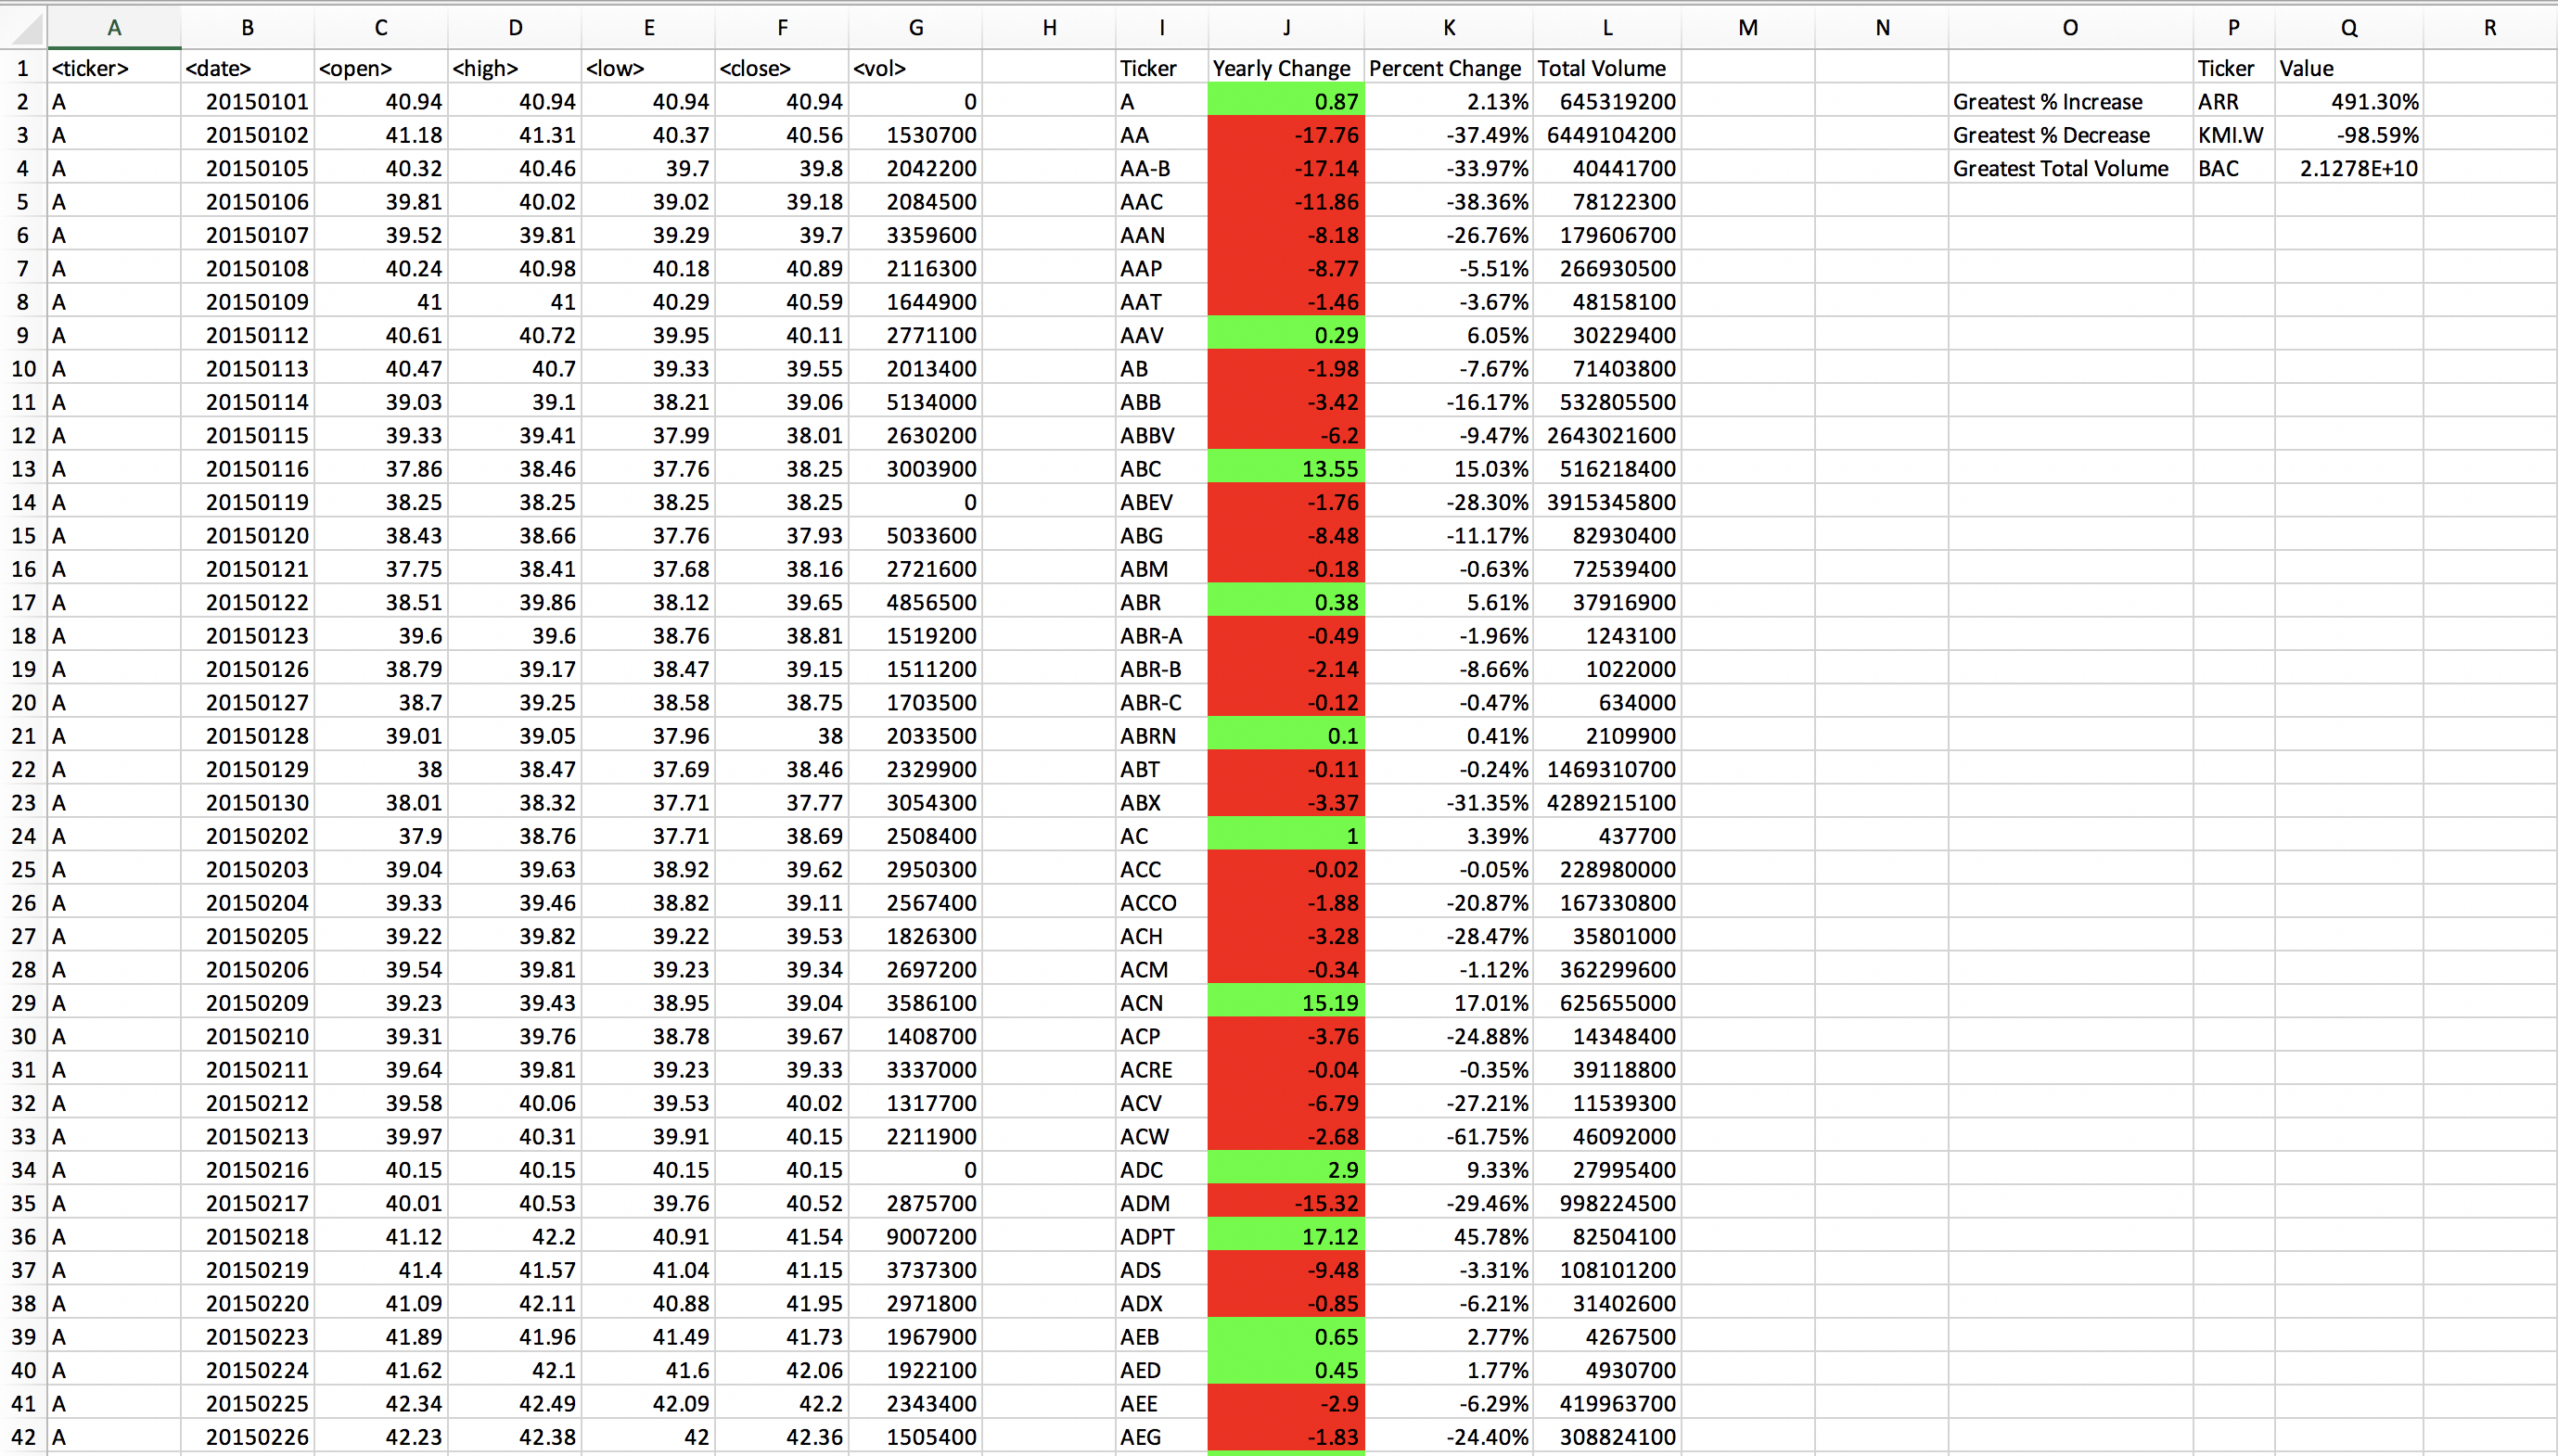 A B C D E F G H I J K L M N O P Q R
1 <ticker> <date> <open> <high> <low> <close> <vol> Ticker Yearly Change Percent Change Total Volume Ticker Value
2 A 20150101 40.94 40.94 40.94 40.94 0 A 0.87 2.13% 645319200 Greatest % Increase ARR 491.30%
3 A 20150102 41.18 41.31 40.37 40.56 1530700 AA -17.76 -37.49% 6449104200 Greatest % Decrease KMI.W -98.59%
4 A 20150105 40.32 40.46 39.7 39.8 2042200 AA-B -17.14 -33.97% 40441700 Greatest Total Volume BAC 2.1278E+10
5 A 20150106 39.81 40.02 39.02 39.18 2084500 AAC -11.86 -38.36% 78122300
6 A 20150107 39.52 39.81 39.29 39.7 3359600 AAN -8.18 -26.76% 179606700
7 A 20150108 40.24 40.98 40.18 40.89 2116300 AAP -8.77 -5.51% 266930500
8 A 20150109 41 41 40.29 40.59 1644900 AAT -1.46 -3.67% 48158100
9 A 20150112 40.61 40.72 39.95 40.11 2771100 AAV 0.29 6.05% 30229400
10 A 20150113 40.47 40.7 39.33 39.55 2013400 AB -1.98 -7.67% 71403800
11 A 20150114 39.03 39.1 38.21 39.06 5134000 ABB -3.42 -16.17% 532805500
12 A 20150115 39.33 39.41 37.99 38.01 2630200 ABBV -6.2 -9.47% 2643021600
13 A 20150116 37.86 38.46 37.76 38.25 3003900 ABC 13.55 15.03% 516218400
14 A 20150119 38.25 38.25 38.25 38.25 0 ABEV -1.76 -28.30% 3915345800
15 A 20150120 38.43 38.66 37.76 37.93 5033600 ABG -8.48 -11.17% 82930400
16 A 20150121 37.75 38.41 37.68 38.16 2721600 ABM -0.18 -0.63% 72539400
17 A 20150122 38.51 39.86 38.12 39.65 4856500 ABR 0.38 5.61% 37916900
18 A 20150123 39.6 39.6 38.76 38.81 1519200 ABR-A -0.49 -1.96% 1243100
19 A 20150126 38.79 39.17 38.47 39.15 1511200 ABR-B -2.14 -8.66% 1022000
20 A 20150127 38.7 39.25 38.58 38.75 1703500 ABR-C -0.12 -0.47% 634000
21 A 20150128 39.01 39.05 37.96 38 2033500 ABRN 0.1 0.41% 2109900
22 A 20150129 38 38.47 37.69 38.46 2329900 ABT -0.11 -0.24% 1469310700
23 A 20150130 38.01 38.32 37.71 37.77 3054300 ABX -3.37 -31.35% 4289215100
24 A 20150202 37.9 38.76 37.71 38.69 2508400 AC 1 3.39% 437700
25 A 20150203 39.04 39.63 38.92 39.62 2950300 ACC -0.02 -0.05% 228980000
26 A 20150204 39.33 39.46 38.82 39.11 2567400 ACCO -1.88 -20.87% 167330800
27 A 20150205 39.22 39.82 39.22 39.53 1826300 ACH -3.28 -28.47% 35801000
28 A 20150206 39.54 39.81 39.23 39.34 2697200 ACM -0.34 -1.12% 362299600
29 A 20150209 39.23 39.43 38.95 39.04 3586100 ACN 15.19 17.01% 625655000
30 A 20150210 39.31 39.76 38.78 39.67 1408700 ACP -3.76 -24.88% 14348400
31 A 20150211 39.64 39.81 39.23 39.33 3337000 ACRE -0.04 -0.35% 39118800
32 A 20150212 39.58 40.06 39.53 40.02 1317700 ACV -6.79 -27.21% 11539300
33 A 20150213 39.97 40.31 39.91 40.15 2211900 ACW -2.68 -61.75% 46092000
34 A 20150216 40.15 40.15 40.15 40.15 0 ADC 2.9 9.33% 27995400
35 A 20150217 40.01 40.53 39.76 40.52 2875700 ADM -15.32 -29.46% 998224500
36 A 20150218 41.12 42.2 40.91 41.54 9007200 ADPT 17.12 45.78% 82504100
37 A 20150219 41.4 41.57 41.04 41.15 3737300 ADS -9.48 -3.31% 108101200
38 A 20150220 41.09 42.11 40.88 41.95 2971800 ADX -0.85 -6.21% 31402600
39 A 20150223 41.89 41.96 41.49 41.73 1967900 AEB 0.65 2.77% 4267500
40 A 20150224 41.62 42.1 41.6 42.06 1922100 AED 0.45 1.77% 4930700
41 A 20150225 42.34 42.49 42.09 42.2 2343400 AEE -2.9 -6.29% 419963700
42 A 20150226 42.23 42.38 42 42.36 1505400 AEG -1.83 -24.40% 308824100